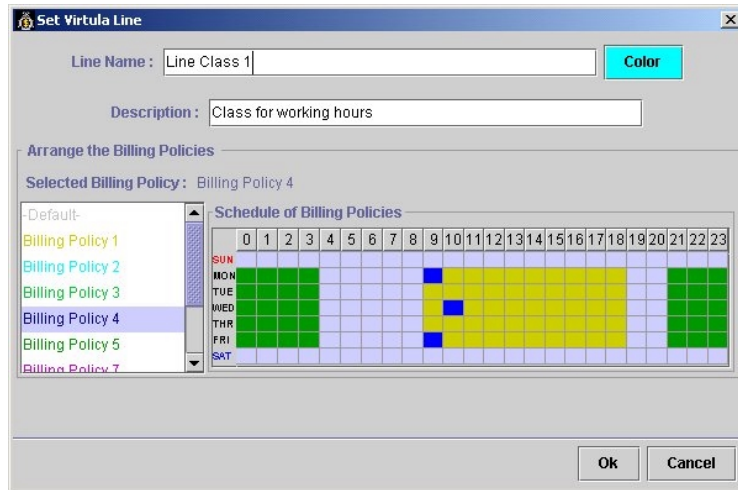 Set Virtula Line
Line Name : Line Class 1 Color
Description : Class for working hours
Arrange the Billing Policies
Selected Billing Policy : Billing Policy 4
-Default-
Billing Policy 1
Billing Policy 2
Billing Policy 3
Billing Policy 4
Billing Policy 5
Billing Policy 7
Schedule of Billing Policies
0 1 2 3 4 5 6 7 8 9 10 11 12 13 14 15 16 17 18 19 20 21 22 23
SUN
MON
TUE
WED
THR
FRI
SAT
Ok Cancel